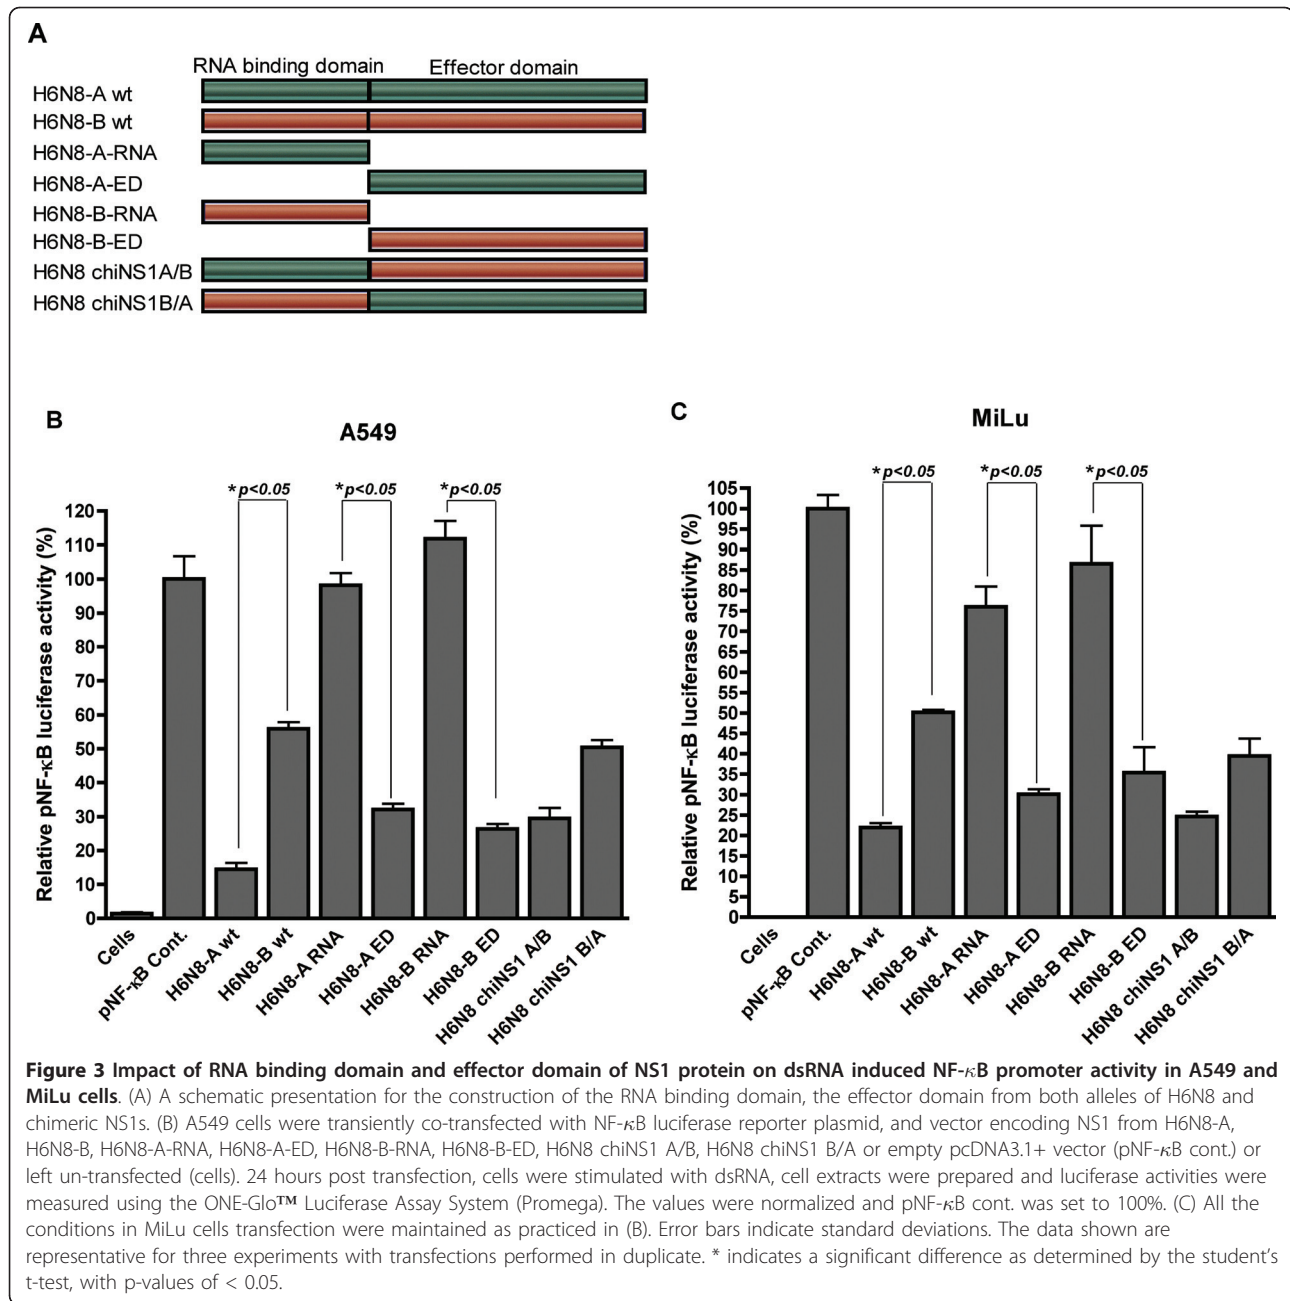 A
RNA binding domain
Effector domain
H6N8-A wt
H6N8-B wt
H6N8-A-RNA
H6N8-A-ED
H6N8-B-RNA
H6N8-B-ED
H6N8 chiNS1A/B
H6N8 chiNS1B/A
B
A549
*p<0.05
*p<0.05
*p<0.05
Relative pNF-κB luciferase activity (%)
120
110
100
90
80
70
60
50
40
30
20
10
0
Cells
pNF-κB Cont.
H6N8-A wt
H6N8-B wt
H6N8-A RNA
H6N8-A ED
H6N8-B RNA
H6N8-B ED
H6N8 chiNS1 A/B
H6N8 chiNS1 B/A
C
MiLu
*p<0.05
*p<0.05
*p<0.05
Relative pNF-κB luciferase activity (%)
105
100
95
90
85
80
75
70
65
60
55
50
45
40
35
30
25
20
15
10
5
0
Cells
pNF-κB Cont.
H6N8-A wt
H6N8-B wt
H6N8-A RNA
H6N8-A ED
H6N8-B RNA
H6N8-B ED
H6N8 chiNS1 A/B
H6N8 chiNS1 B/A
Figure 3 Impact of RNA binding domain and effector domain of NS1 protein on dsRNA induced NF-κB promoter activity in A549 and
MiLu cells. (A) A schematic presentation for the construction of the RNA binding domain, the effector domain from both alleles of H6N8 and
chimeric NS1s. (B) A549 cells were transiently co-transfected with NF-κB luciferase reporter plasmid, and vector encoding NS1 from H6N8-A,
H6N8-B, H6N8-A-RNA, H6N8-A-ED, H6N8-B-RNA, H6N8-B-ED, H6N8 chiNS1 A/B, H6N8 chiNS1 B/A or empty pcDNA3.1+ vector (pNF-κB cont.) or
left un-transfected (cells). 24 hours post transfection, cells were stimulated with dsRNA, cell extracts were prepared and luciferase activities were
measured using the ONE-Glo™ Luciferase Assay System (Promega). The values were normalized and pNF-κB cont. was set to 100%. (C) All the
conditions in MiLu cells transfection were maintained as practiced in (B). Error bars indicate standard deviations. The data shown are
representative for three experiments with transfections performed in duplicate. * indicates a significant difference as determined by the student's
t-test, with p-values of < 0.05.